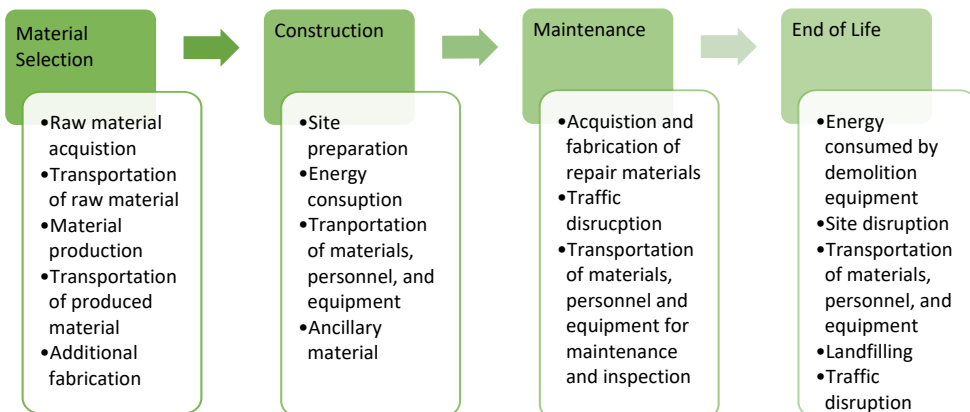 Material
Selection
•Raw material
acquistion
•Transportation
of raw material
•Material
production
•Transportation
of produced
material
•Additional
fabrication
Construction
•Site
preparation
•Energy
consuption
•Tranportation
of materials,
personnel, and
equipment
•Ancillary
material
Maintenance
•Acquistion and
fabrication of
repair materials
•Traffic
disrucption
•Transportation
of materials,
personnel and
equipment for
maintenance
and inspection
End of Life
•Energy
consumed by
demolition
equipment
•Site disruption
•Transportation
of materials,
personnel, and
equipment
•Landfilling
•Traffic
disruption